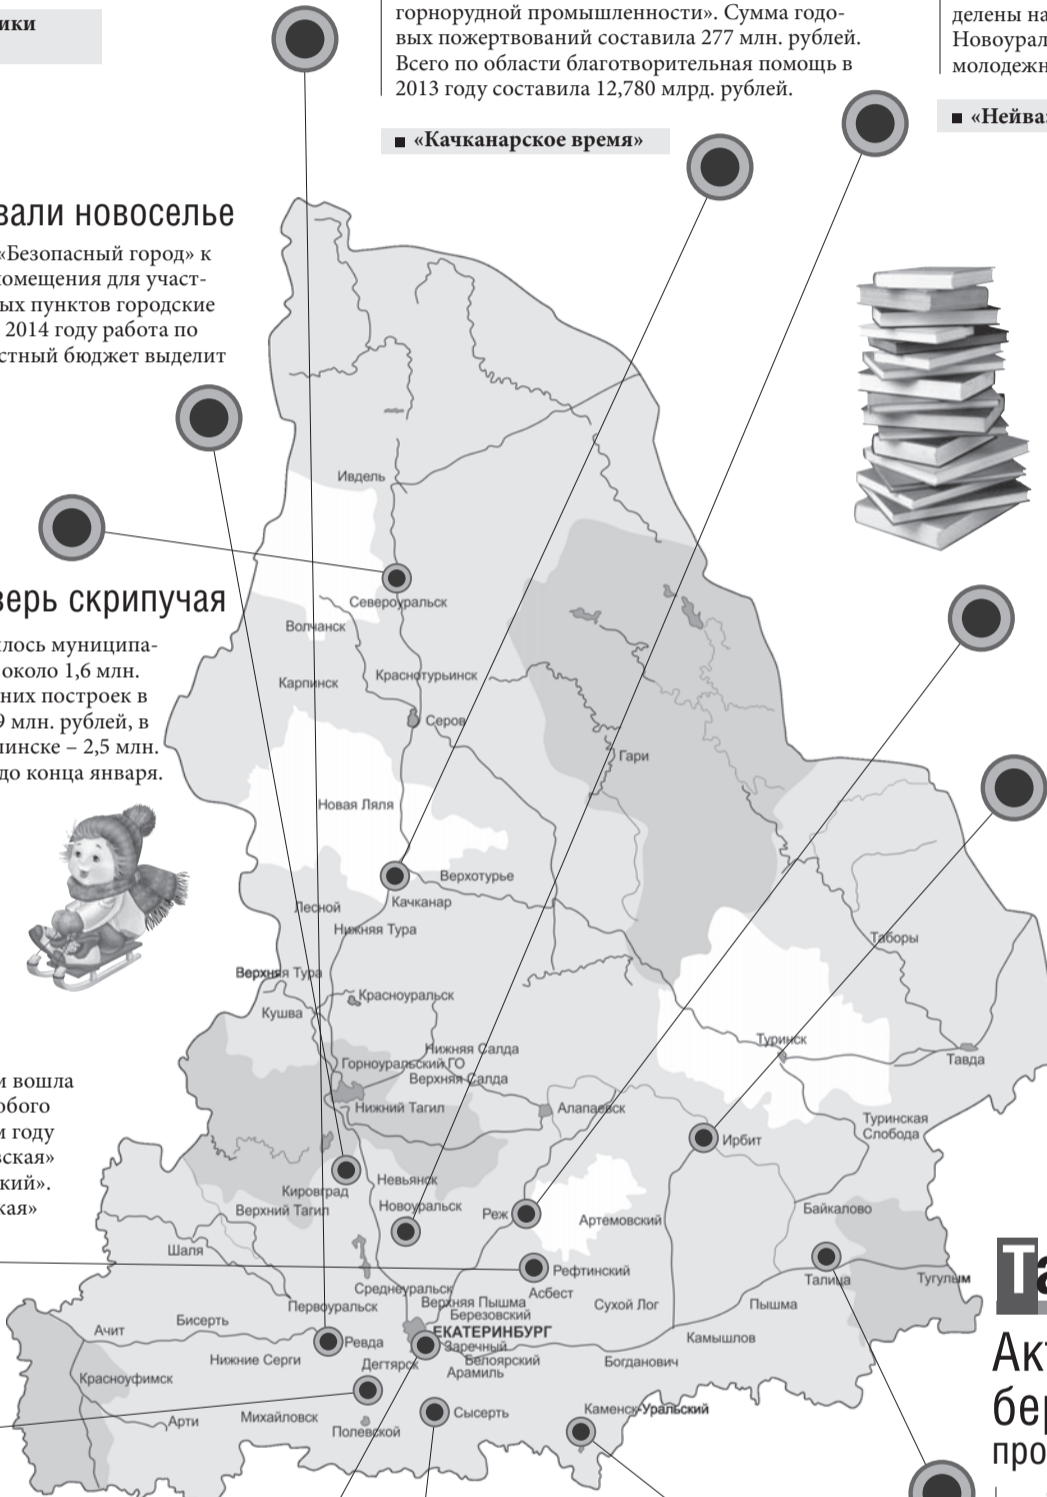 ики
горнорудной промышленности». Сумма годо-
вых пожертвований составила 277 млн. рублей.
Всего по области благотворительная помощь в
2013 году составила 12,780 млрд. рублей.
■ «Качканарское время»
делены на
Новоурал
молодежн
■ «Нейва
вали новоселье
«Безопасный город» к
помещения для участ-
ых пунктов городские
2014 году работа по
стный бюджет выделит
верь скрипучая
лось муниципа-
около 1,6 млн.
них построек в
9 млн. рублей, в
инске – 2,5 млн.
до конца января.
и вошла
обого
м году
вская»
кий».
кая»
Ивдель
Североуральск
Волчанск
Краснотурьинск
Карпинск
Серов
Гари
Новая Ляля
Верхотурье
Качканар
Лесной
Нижняя Тура
Таборы
Верхняя Тура
Красноуральск
Кушва
Туринск
Нижняя Салда
Тавда
Горноуральский ГО
Верхняя Салда
Нижний Тагил
Алапаевск
Туринская
Слобода
Ирбит
Невьянск
Кировград
Новоуральск
Верхний Тагил
Реж
Артемовский
Байкалово
Шаля
Рефтинский
Талица
Тугулым
Среднеуральск
Асбест
Первоуральск
Верхняя Пышма
Сухой Лог
Пышма
Березовский
Бисерть
Ачит
ЕКАТЕРИНБУРГ
Ревда
Заречный
Камышлов
Нижние Серги
Дегтярск
Белоярский
Богданович
Арамиль
Красноуфимск
Каменск-Уральский
Сысерть
Михайловск
Арти
Полевской
Та
Ак
бер
про